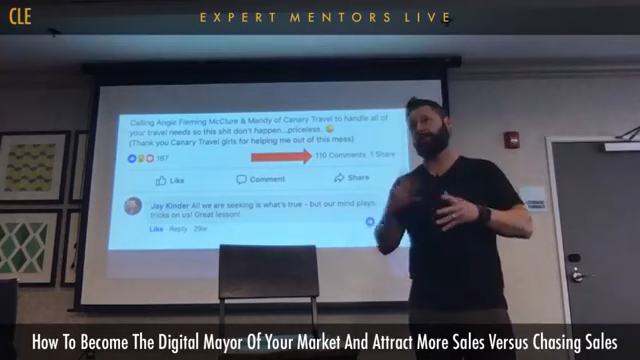 CLE
EXPERT MENTORS LIVE
Calling Angie Fleming McClure & Mandy of Canary Travel to handle all of
your travel needs so this shit don't happen...priceless.
(Thank you Canary Travel girls for helping me out of this mess)
167
110 Comments 1 Share
Like
Comment
Share
Jay Kinder All we are seeking is what's true - but our mind plays
tricks on us! Great lesson!
Like · Reply · 29w
How To Become The Digital Mayor Of Your Market And Attract More Sales Versus Chasing Sales